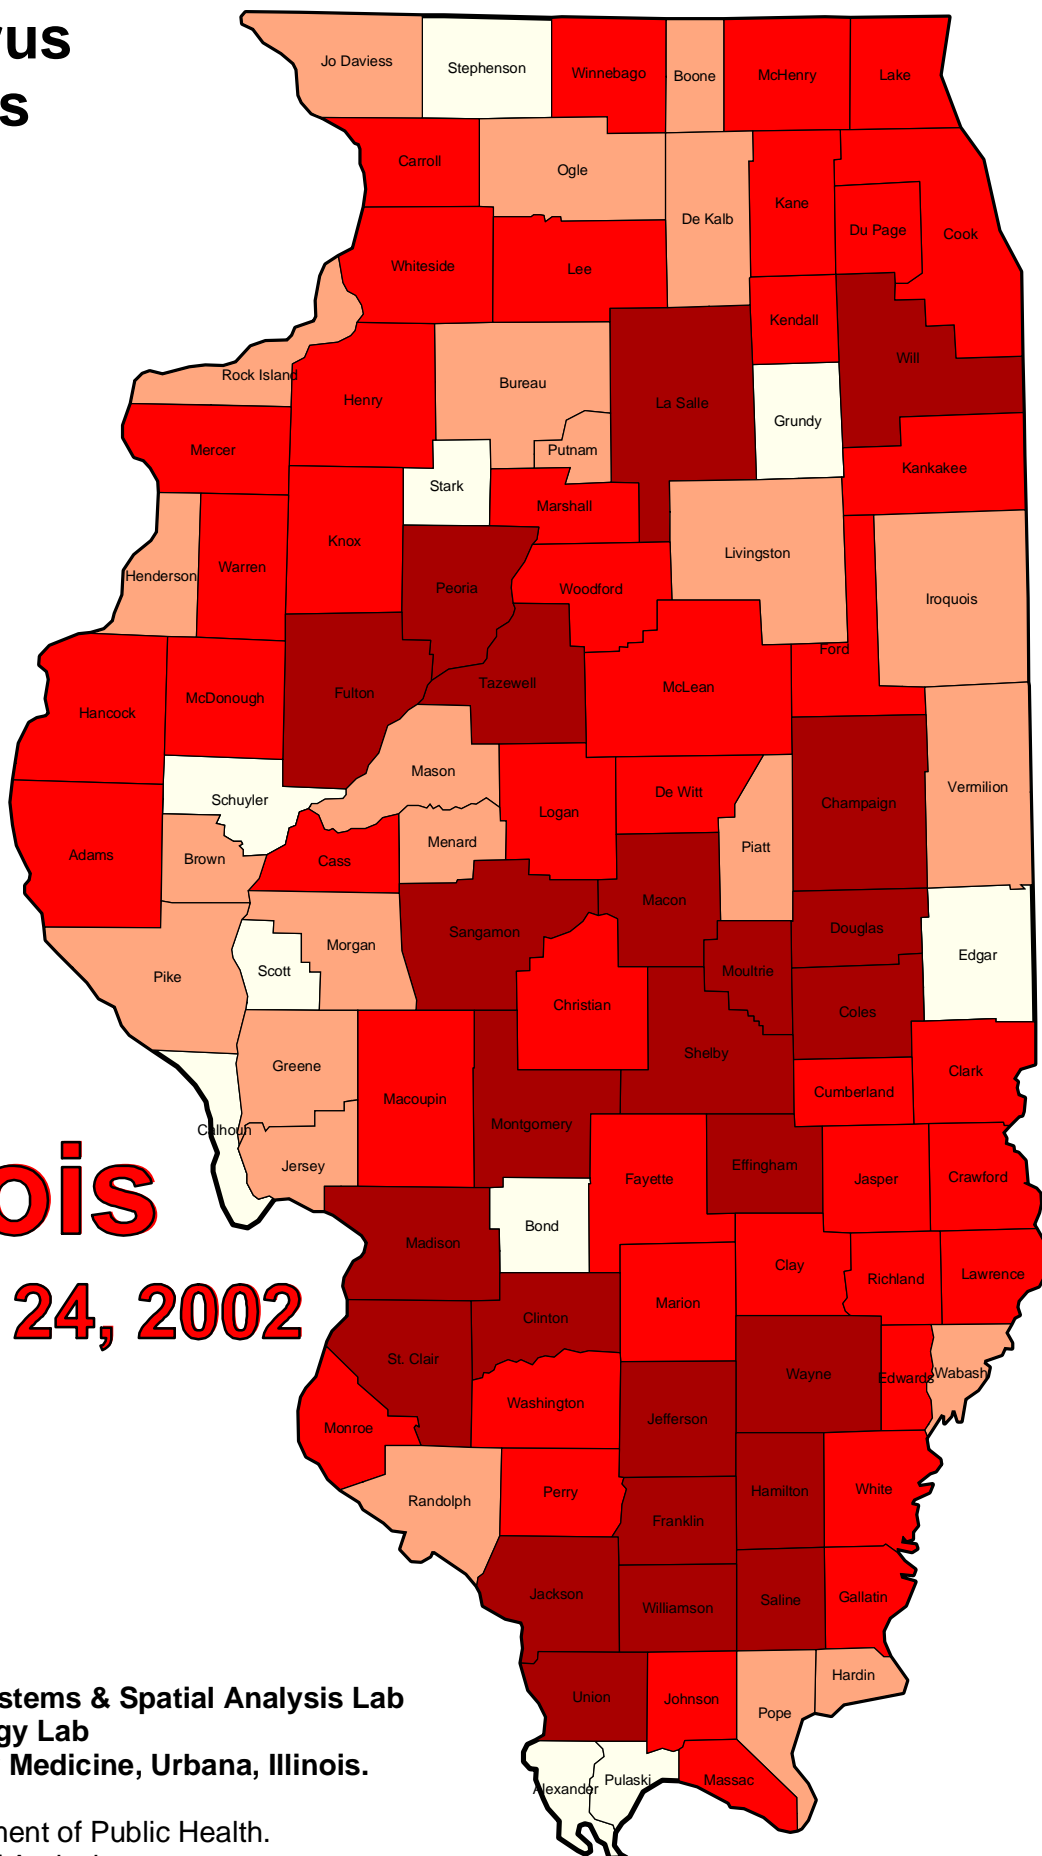 rus
s
Jo Daviess
Stephenson
Winnebago
Boone
McHenry
Lake
Carroll
Ogle
De Kalb
Kane
Du Page
Cook
Whiteside
Lee
Kendall
Will
Rock Island
Henry
Bureau
La Salle
Grundy
Putnam
Mercer
Stark
Kankakee
Marshall
Knox
Livingston
Henderson
Warren
Peoria
Woodford
Iroquois
Ford
Hancock
McDonough
Fulton
Tazewell
McLean
Mason
Schuyler
Logan
De Witt
Champaign
Vermilion
Adams
Brown
Cass
Menard
Piatt
Macon
Sangamon
Douglas
Pike
Scott
Morgan
Moultrie
Edgar
Christian
Coles
Shelby
Greene
Macoupin
Cumberland
Clark
Calhoun
Montgomery
Jersey
Effingham
Fayette
Jasper
Crawford
ois
Bond
Madison
Clay
Richland
Lawrence
24, 2002
Clinton
Marion
St. Clair
Wayne
Edwards
Wabash
Washington
Jefferson
Monroe
Randolph
Perry
Hamilton
White
Franklin
Jackson
Williamson
Saline
Gallatin
Hardin
stems & Spatial Analysis Lab
Union
Johnson
Pope
gy Lab
Medicine, Urbana, Illinois.
Alexander
Pulaski
Massac
nent of Public Health.